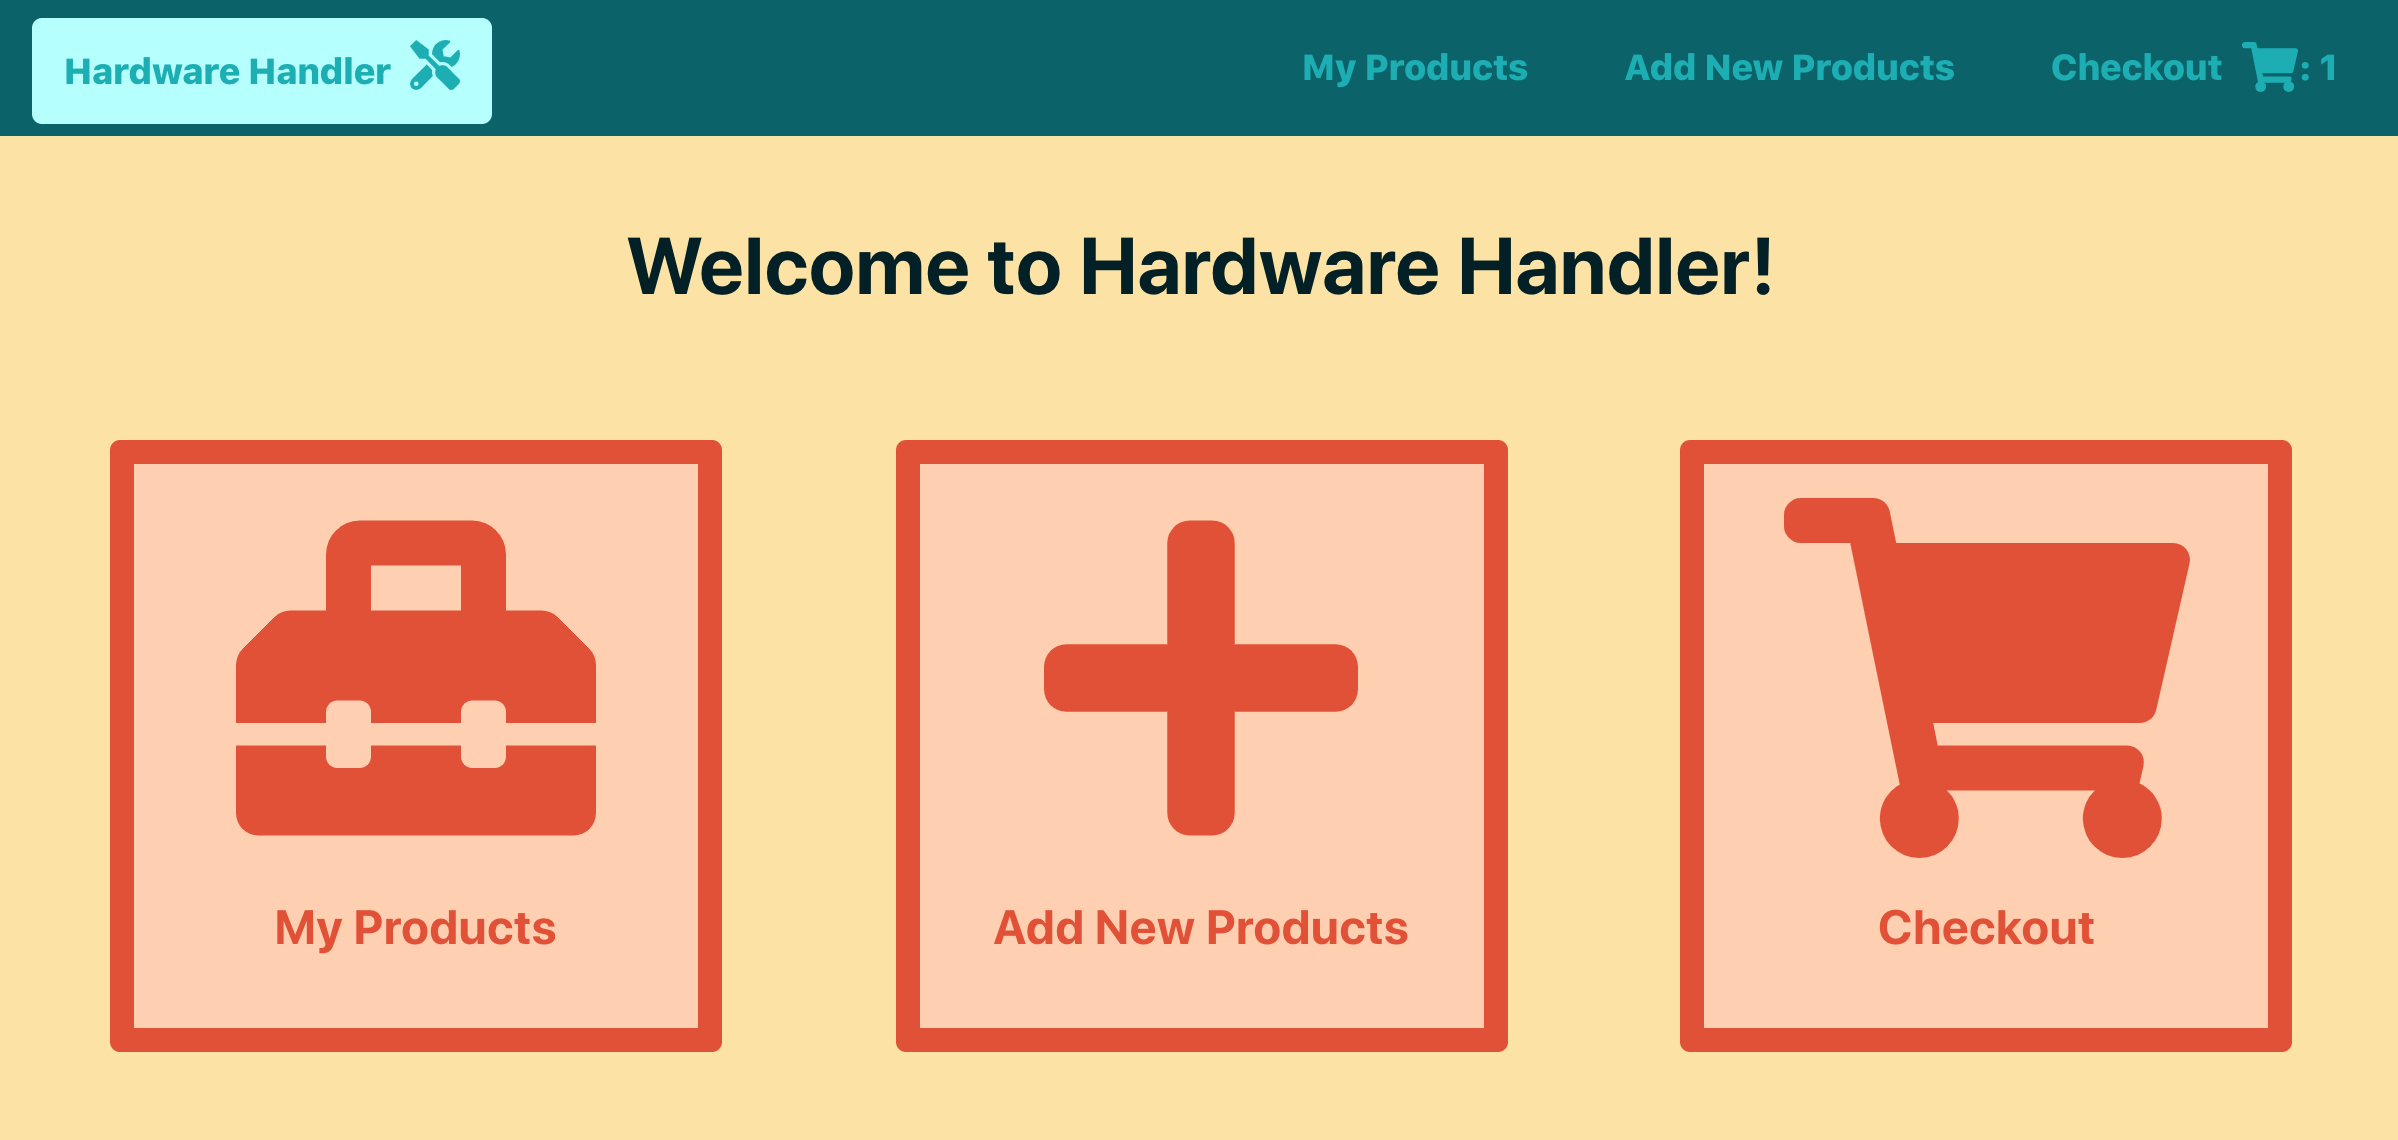 Hardware Handler
My Products
Add New Products
Checkout : 1
Welcome to Hardware Handler!
My Products
Add New Products
Checkout